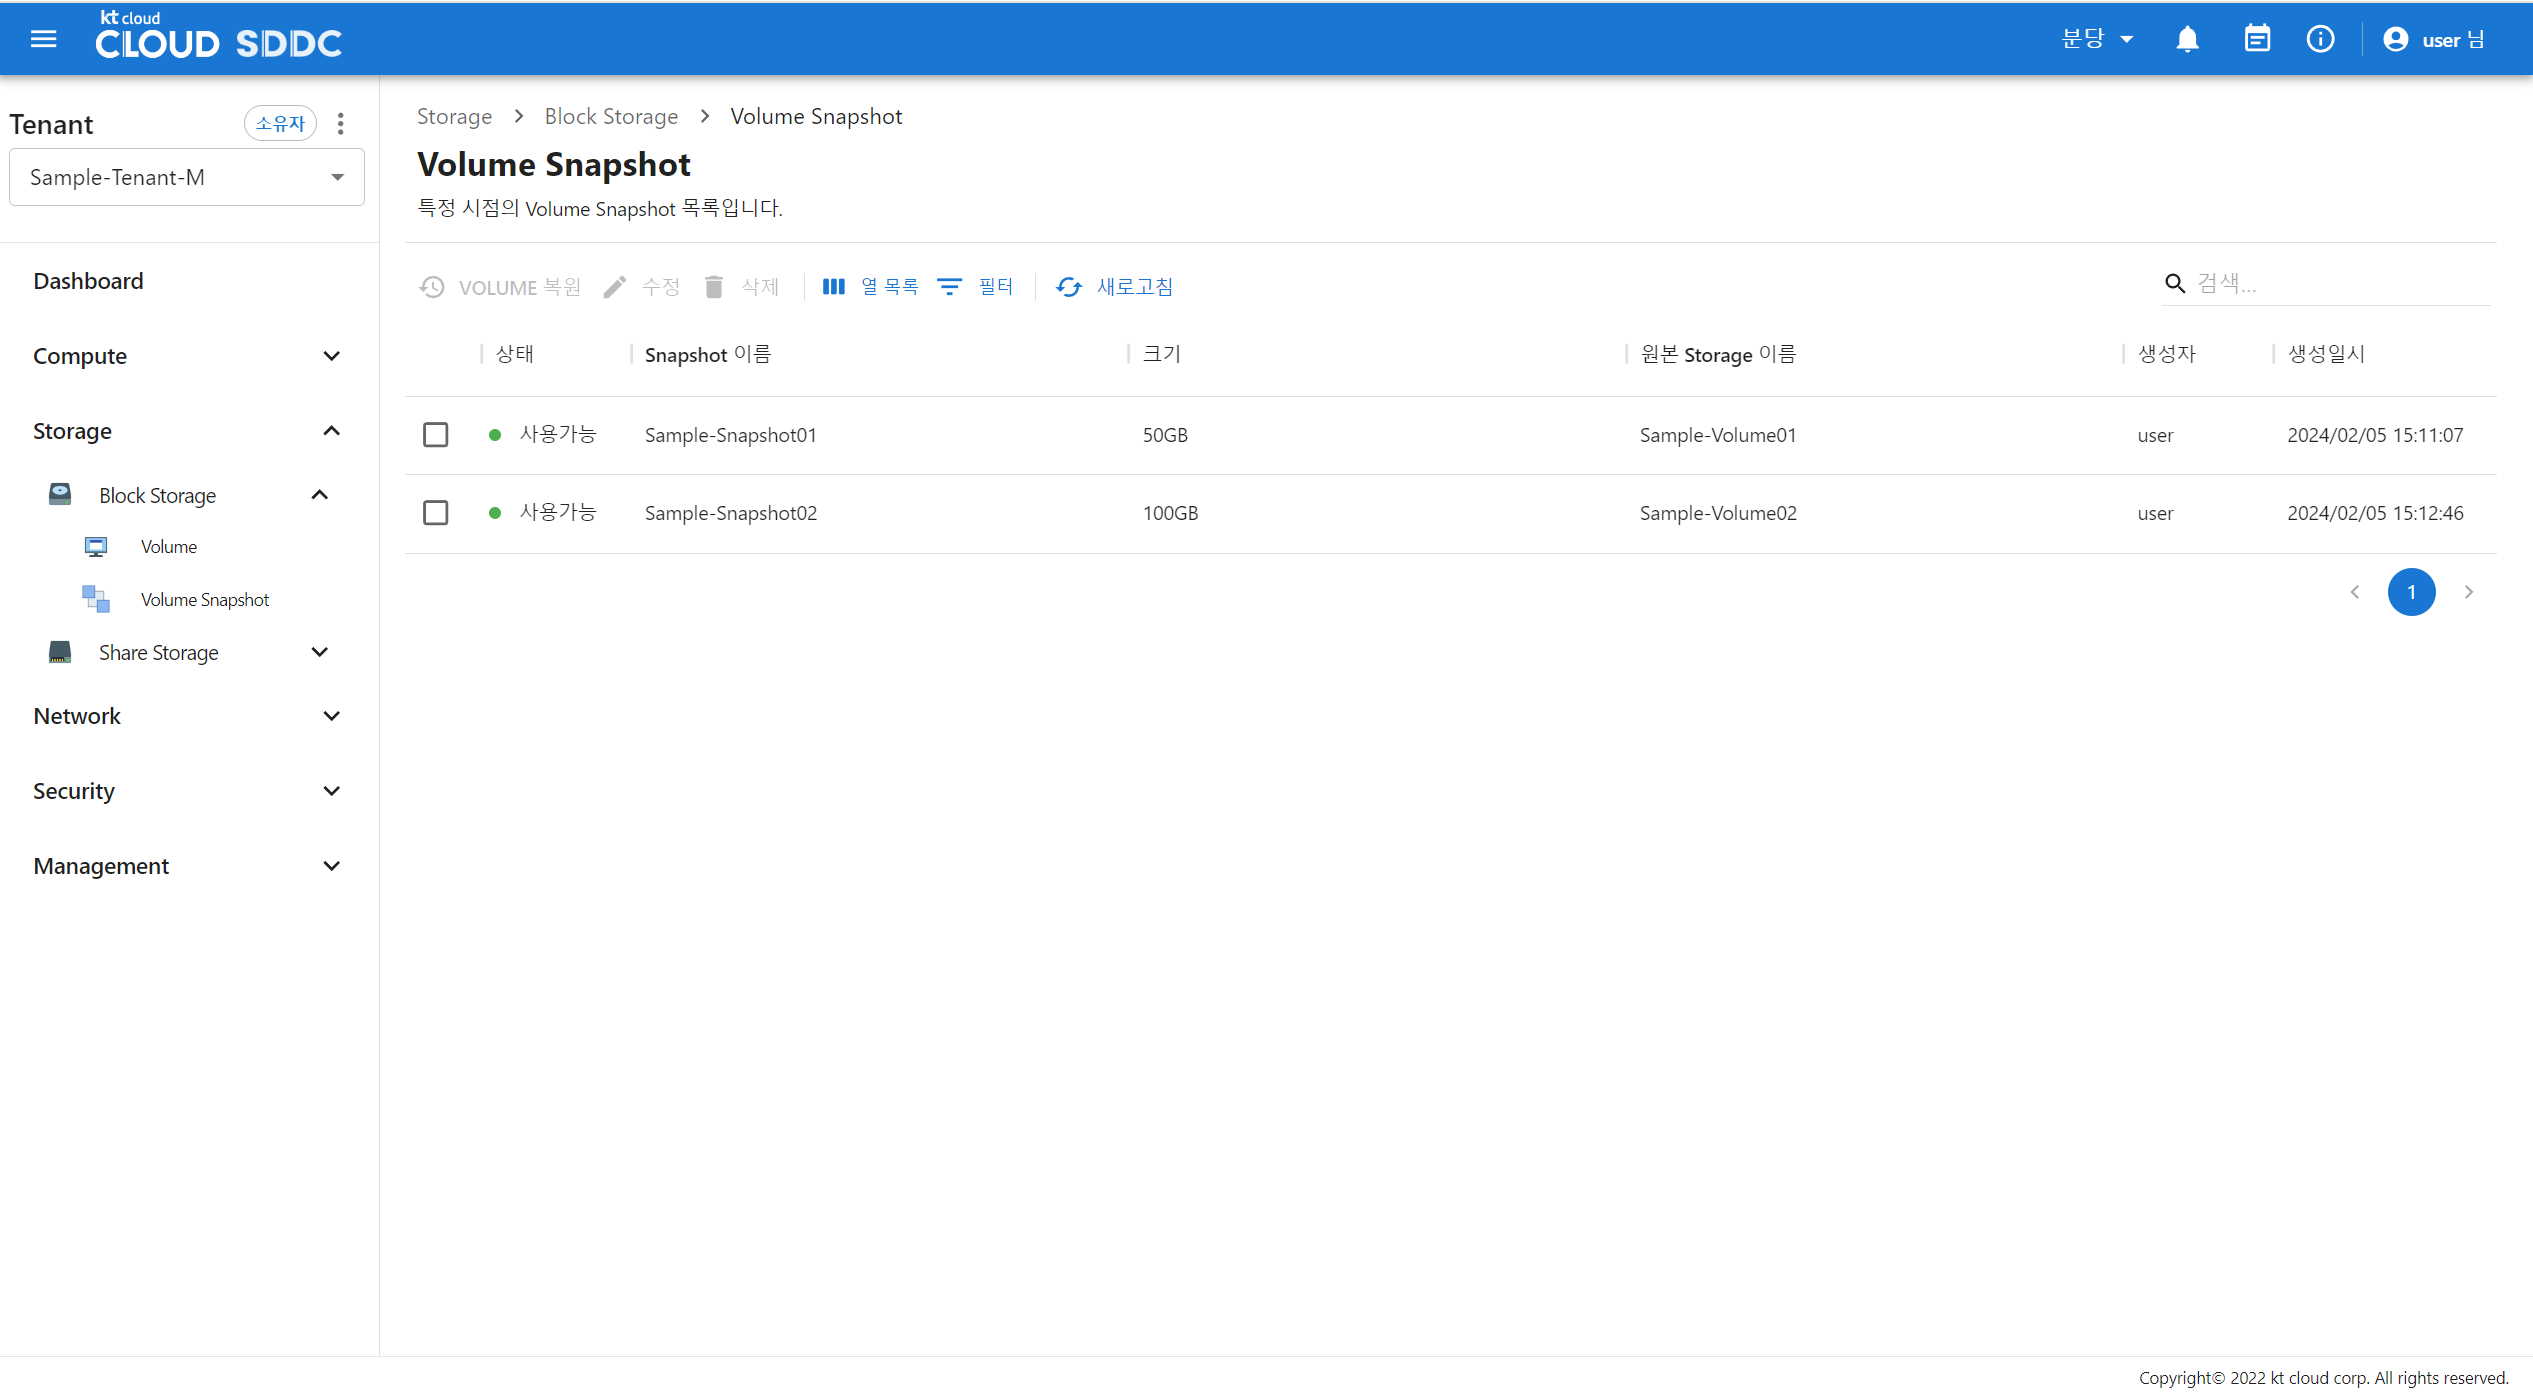 kt cloud
CLOUD SDDC
분당
user 님
Tenant
소유자
Sample-Tenant-M
Dashboard
Compute
Storage
Block Storage
Volume
Volume Snapshot
Share Storage
Network
Security
Management
Storage > Block Storage > Volume Snapshot
Volume Snapshot
특정 시점의 Volume Snapshot 목록입니다.
VOLUME 복원 수정 삭제 열 목록 필터 새로고침
검색...
상태 Snapshot 이름 크기 원본 Storage 이름 생성자 생성일시
사용가능 Sample-Snapshot01 50GB Sample-Volume01 user 2024/02/05 15:11:07
사용가능 Sample-Snapshot02 100GB Sample-Volume02 user 2024/02/05 15:12:46
1
Copyright© 2022 kt cloud corp. All rights reserved.